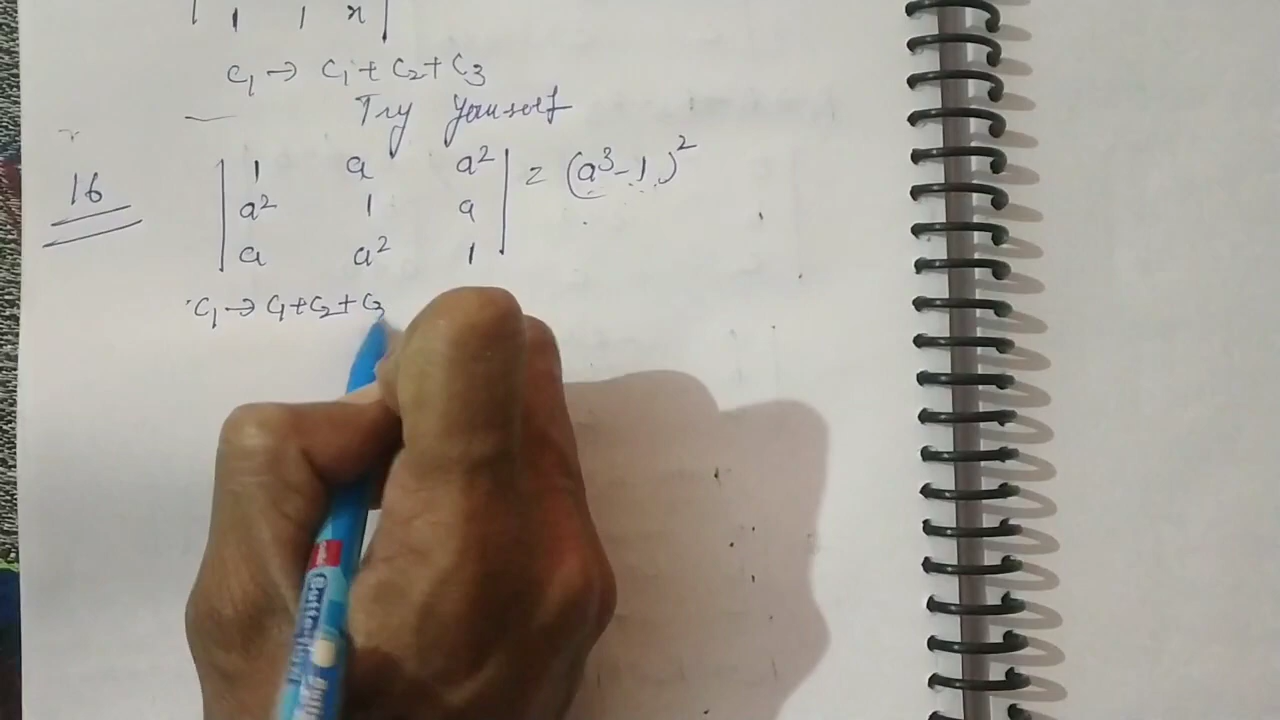 | 1 1 x |
C₁ → C₁ + C₂ + C₃
— Try Yourself
16 | 1 a a² | = (a³ - 1)²
| a² 1 a |
| a a² 1 |
C₁ → C₁ + C₂ + C₃
Butterflow